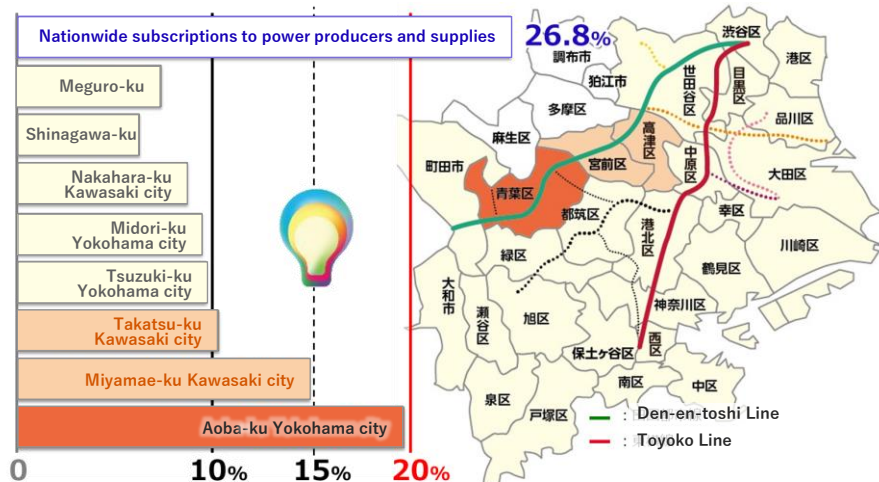 Nationwide subscriptions to power producers and supplies
26.8%
Meguro-ku
Shinagawa-ku
Nakahara-ku
Kawasaki city
Midori-ku
Yokohama city
Tsuzuki-ku
Yokohama city
Takatsu-ku
Kawasaki city
Miyamae-ku Kawasaki city
Aoba-ku Yokohama city
0
10%
15%
20%
渋谷区
港区
調布市
狛江市
世田谷区
目黒区
品川区
多摩区
高津区
麻生区
宮前区
中原区
大田区
町田市
青葉区
都筑区
幸区
港北区
緑区
鶴見区
川崎区
大和市
瀬谷区
旭区
神奈川区
保土ヶ谷区
西区
南区
中区
泉区
戸塚区
: Den-en-toshi Line
: Toyoko Line